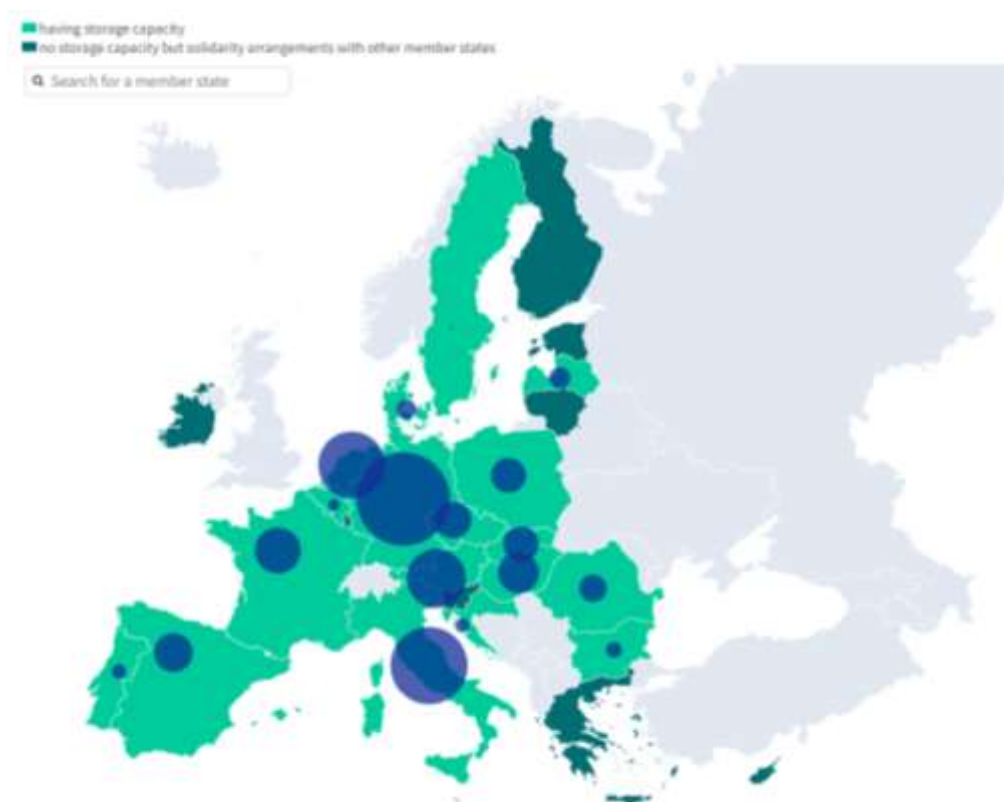 having storage capacity
no storage capacity but solidarity arrangements with other member states
Search for a member state